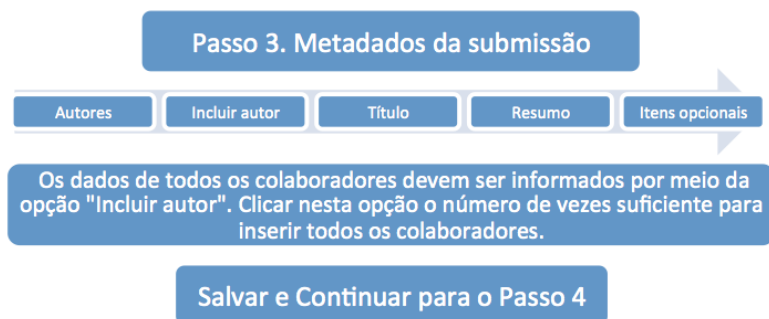 Passo 3. Metadados da submissão
Autores
Incluir autor
Título
Resumo
Itens opcionais
Os dados de todos os colaboradores devem ser informados por meio da
opção "Incluir autor". Clicar nesta opção o número de vezes suficiente para
inserir todos os colaboradores.
Salvar e Continuar para o Passo 4